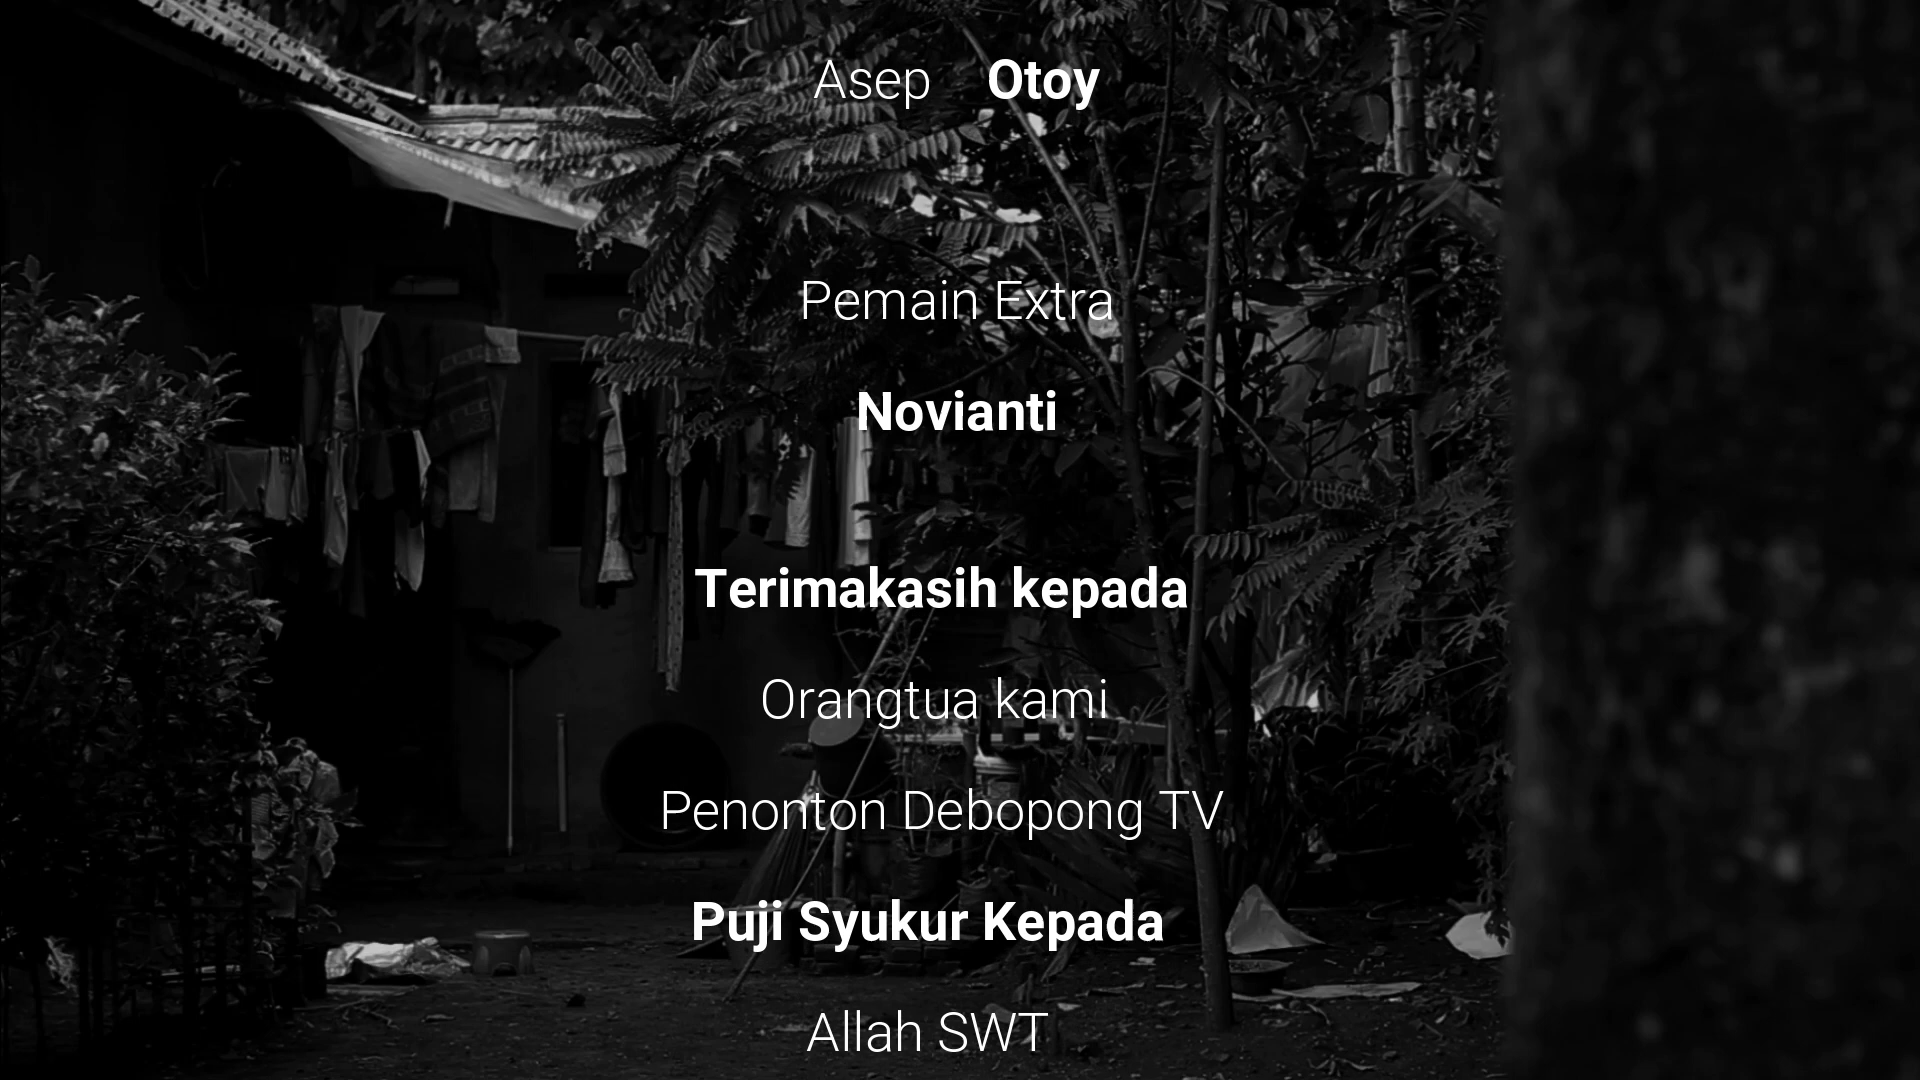 Asep Otoy
Pemain Extra
Novianti
Terimakasih kepada
Orangtua kami
Penonton Debopong TV
Puji Syukur Kepada
Allah SWT